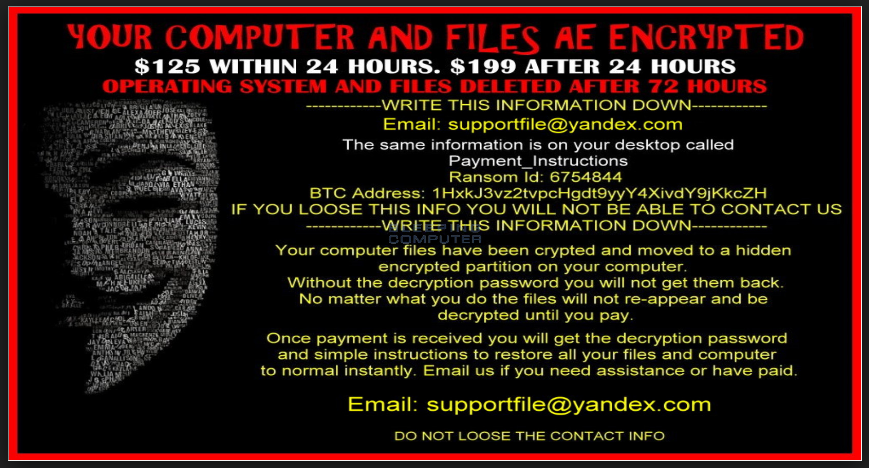 YOUR COMPUTER AND FILES AE ENCRYPTED
$125 WITHIN 24 HOURS. $199 AFTER 24 HOURS
OPERATING SYSTEM AND FILES DELETED AFTER 72 HOURS
------------WRITE THIS INFORMATION DOWN------------
Email: supportfile@yandex.com
The same information is on your desktop called
Payment_Instructions
Ransom Id: 6754844
BTC Address: 1HxkJ3vz2tvpcHgdt9yyY4XivdY9jKkcZH
IF YOU LOOSE THIS INFO YOU WILL NOT BE ABLE TO CONTACT US
------------WRITE THIS INFORMATION DOWN------------
COMPUTER
Your computer files have been crypted and moved to a hidden
encrypted partition on your computer.
Without the decryption password you will not get them back.
No matter what you do the files will not re-appear and be
decrypted until you pay.
Once payment is received you will get the decryption password
and simple instructions to restore all your files and computer
to normal instantly. Email us if you need assistance or have paid.
Email: supportfile@yandex.com
DO NOT LOOSE THE CONTACT INFO